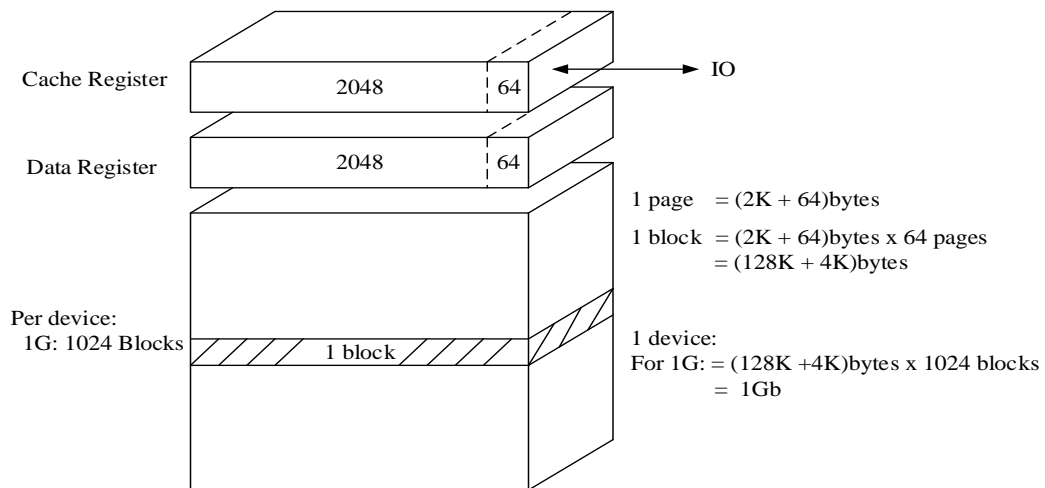 Cache Register
2048
64
IO
Data Register
2048
64
1 page = (2K + 64)bytes
1 block = (2K + 64)bytes x 64 pages
= (128K + 4K)bytes
Per device:
1G: 1024 Blocks
1 block
1 device:
For 1G: = (128K +4K)bytes x 1024 blocks
= 1Gb